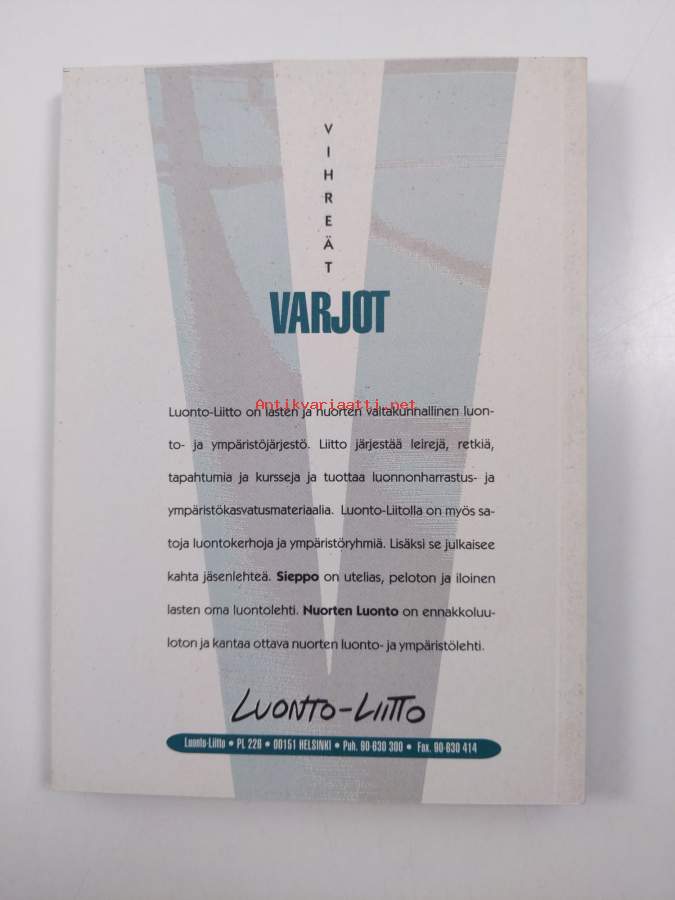 VIHREÄT
VARJOT
Antikvariaatti.net
Luonto-Liitto on lasten ja nuorten valtakunnallinen luon-
to- ja ympäristöjärjestö. Liitto järjestää leirejä, retkiä,
tapahtumia ja kursseja ja tuottaa luonnonharrastus- ja
ympäristökasvatusmateriaalia. Luonto-Liitolla on myös sa-
toja luontokerhoja ja ympäristöryhmiä. Lisäksi se julkaisee
kahta jäsenlehteä. Sieppo on utelias, peloton ja iloinen
lasten oma luontolehti. Nuorten Luonto on ennakkoluu-
loton ja kantaa ottava nuorten luonto- ja ympäristölehti.
LUONTO-LIITTO
Luonto-Liitto • PL 226 • 00151 HELSINKI • Puh. 90-630 300 • Fax. 90-630 414